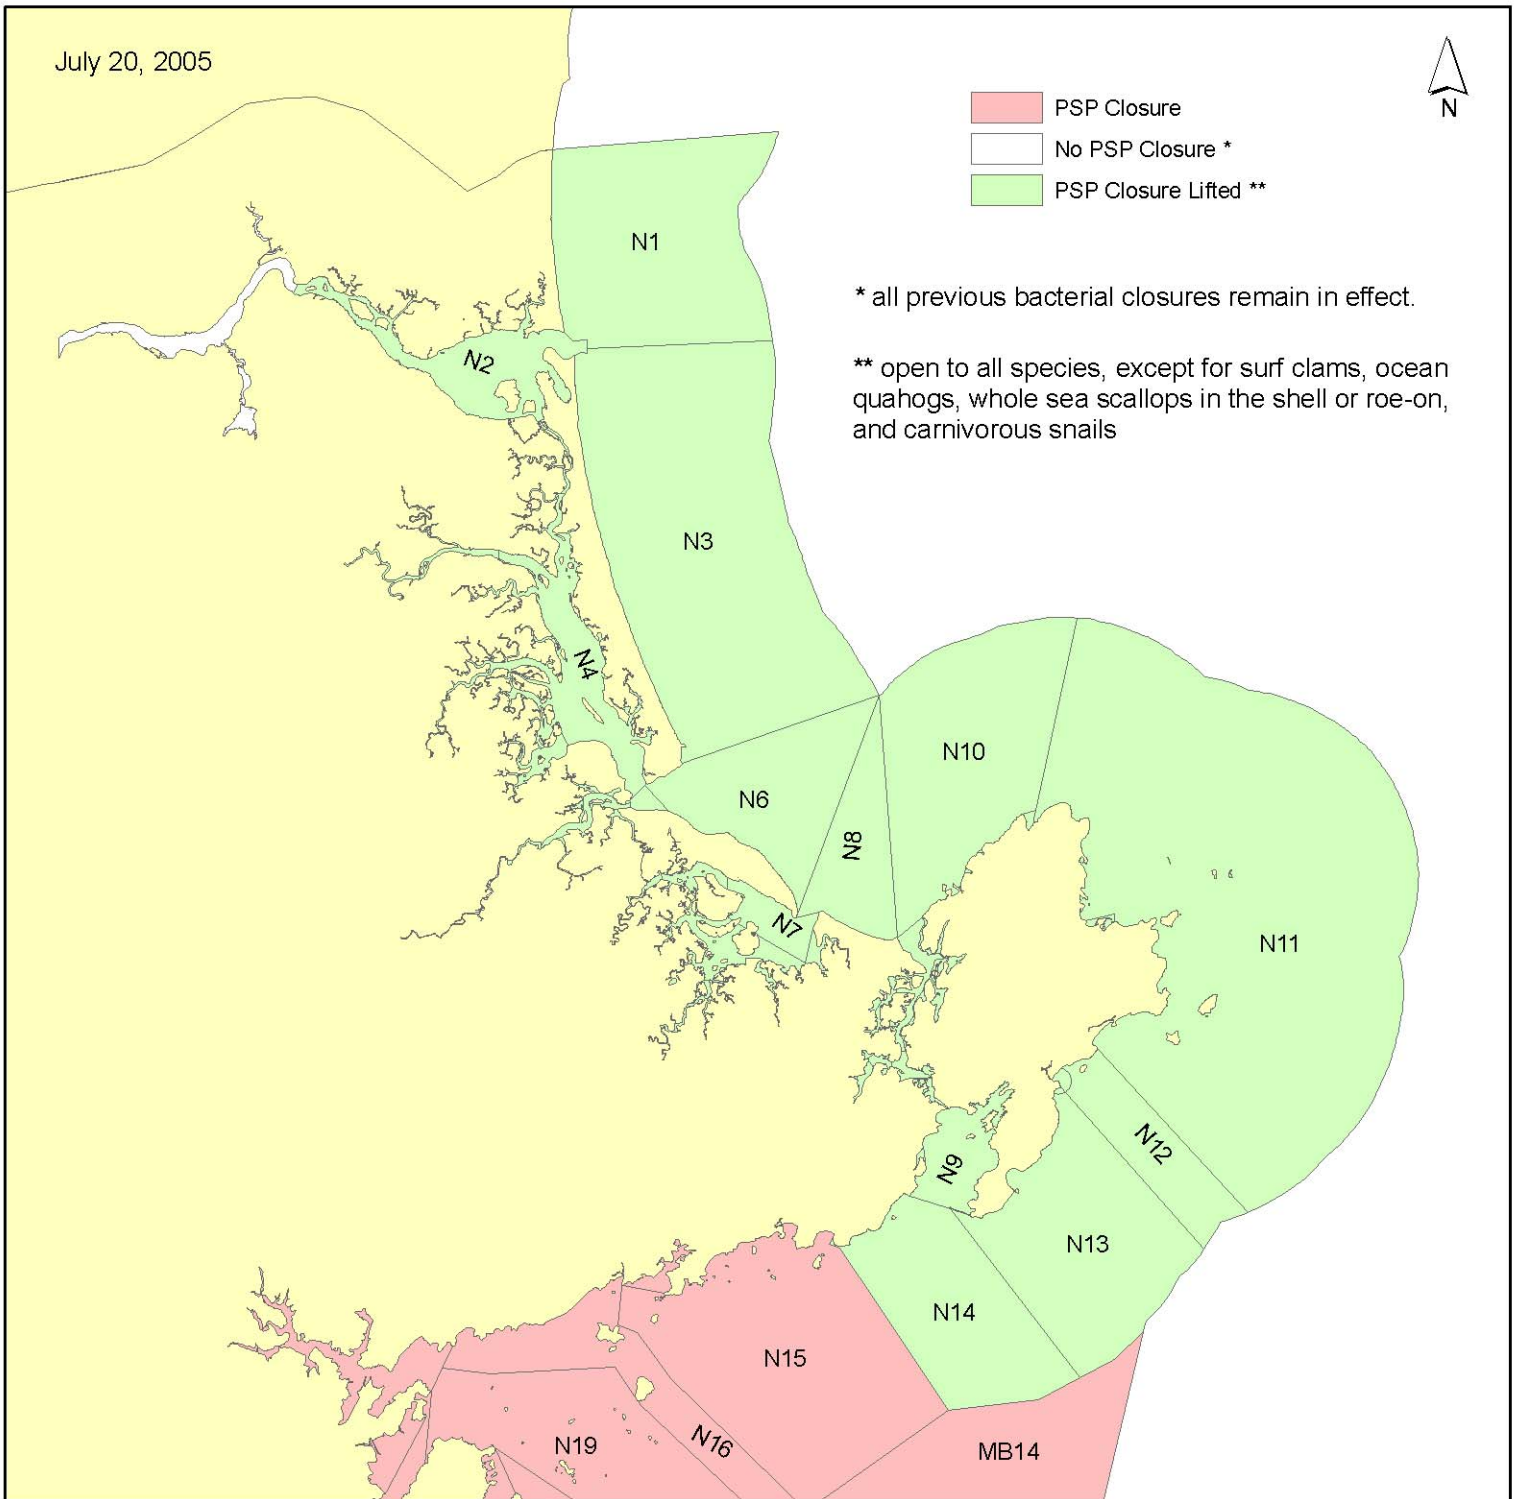 July 20, 2005
PSP Closure
No PSP Closure *
PSP Closure Lifted **
N
* all previous bacterial closures remain in effect.
** open to all species, except for surf clams, ocean
quahogs, whole sea scallops in the shell or roe-on,
and carnivorous snails
N1
N2
N3
N4
N10
N6
N8
N7
N11
N12
N9
N13
N14
N15
N16
N19
MB14